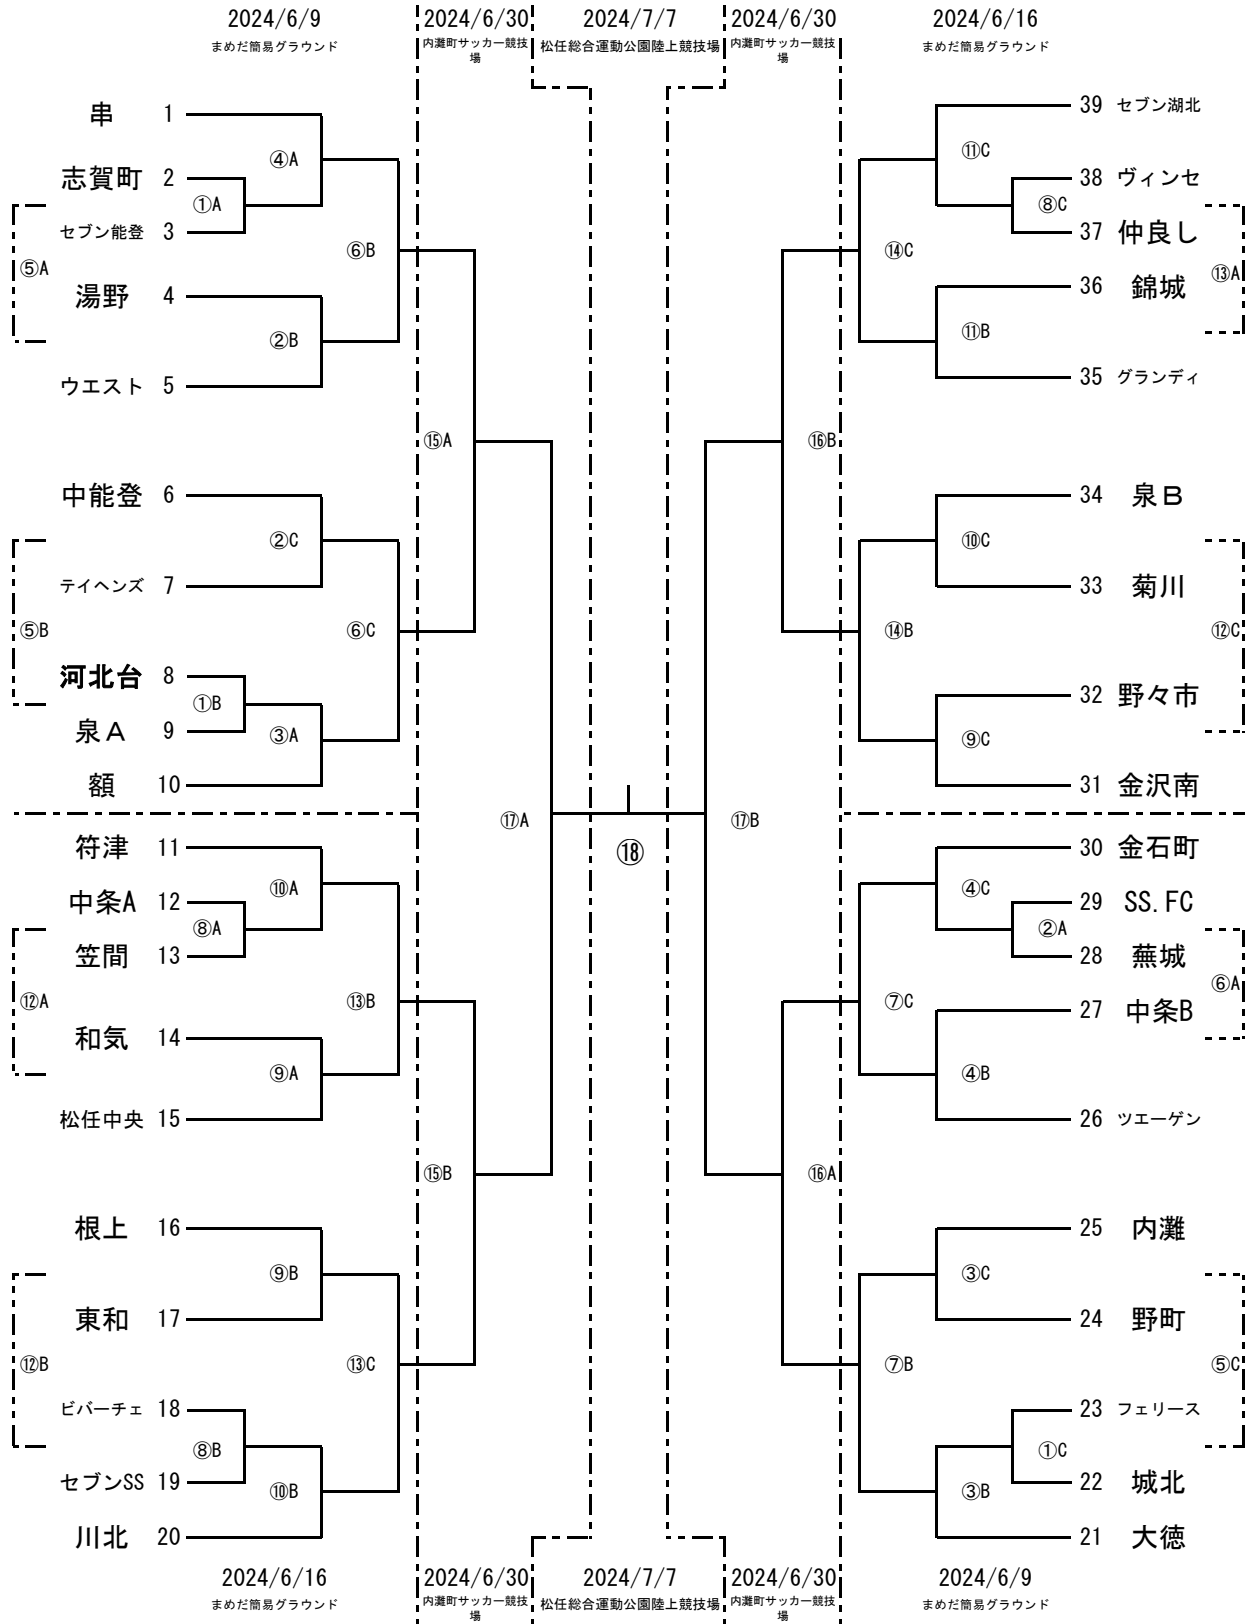 2024/6/9
まめだ簡易グラウンド
2024/6/30
内灘町サッカー競技
場
2024/7/7
松任総合運動公園陸上競技場
2024/6/30
内灘町サッカー競技
場
2024/6/16
まめだ簡易グラウンド
串 1
④A
志賀町 2
①A
セブン能登 3
⑤A
⑥B
湯野 4
②B
ウエスト 5
⑮A
中能登 6
②C
テイヘンズ 7
⑤B
⑥C
河北台 8
①B
泉A 9
③A
額 10
⑰A
符津 11
⑩A
中条A 12
⑧A
笠間 13
⑫A
⑬B
和気 14
⑨A
松任中央 15
⑮B
根上 16
⑨B
東和 17
⑫B
⑬C
ビバーチェ 18
⑧B
セブンSS 19
⑩B
川北 20
⑱
39 セブン湖北
⑪C
38 ヴィンセ
⑧C
37 仲良し
⑭C
⑬A
36 錦城
⑪B
35 グランディ
⑯B
34 泉B
⑩C
33 菊川
⑭B
⑫C
32 野々市
⑨C
31 金沢南
⑰B
30 金石町
④C
29 SS.FC
②A
28 蕪城
⑥A
⑦C
27 中条B
④B
26 ツエーゲン
⑯A
25 内灘
③C
24 野町
⑦B
⑤C
23 フェリース
①C
22 城北
③B
21 大徳
2024/6/16
まめだ簡易グラウンド
2024/6/30
内灘町サッカー競技
場
2024/7/7
松任総合運動公園陸上競技場
2024/6/30
内灘町サッカー競技
場
2024/6/9
まめだ簡易グラウンド